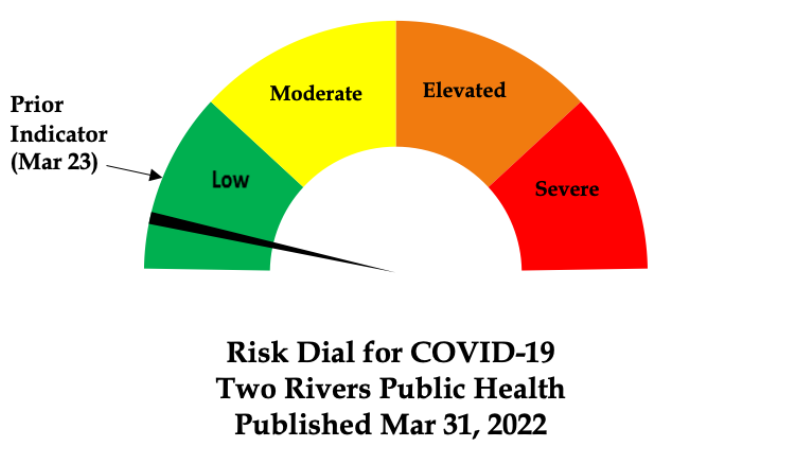 Moderate
Elevated
Prior
Indicator
(Mar 23)
Low
Severe
Risk Dial for COVID-19
Two Rivers Public Health
Published Mar 31, 2022